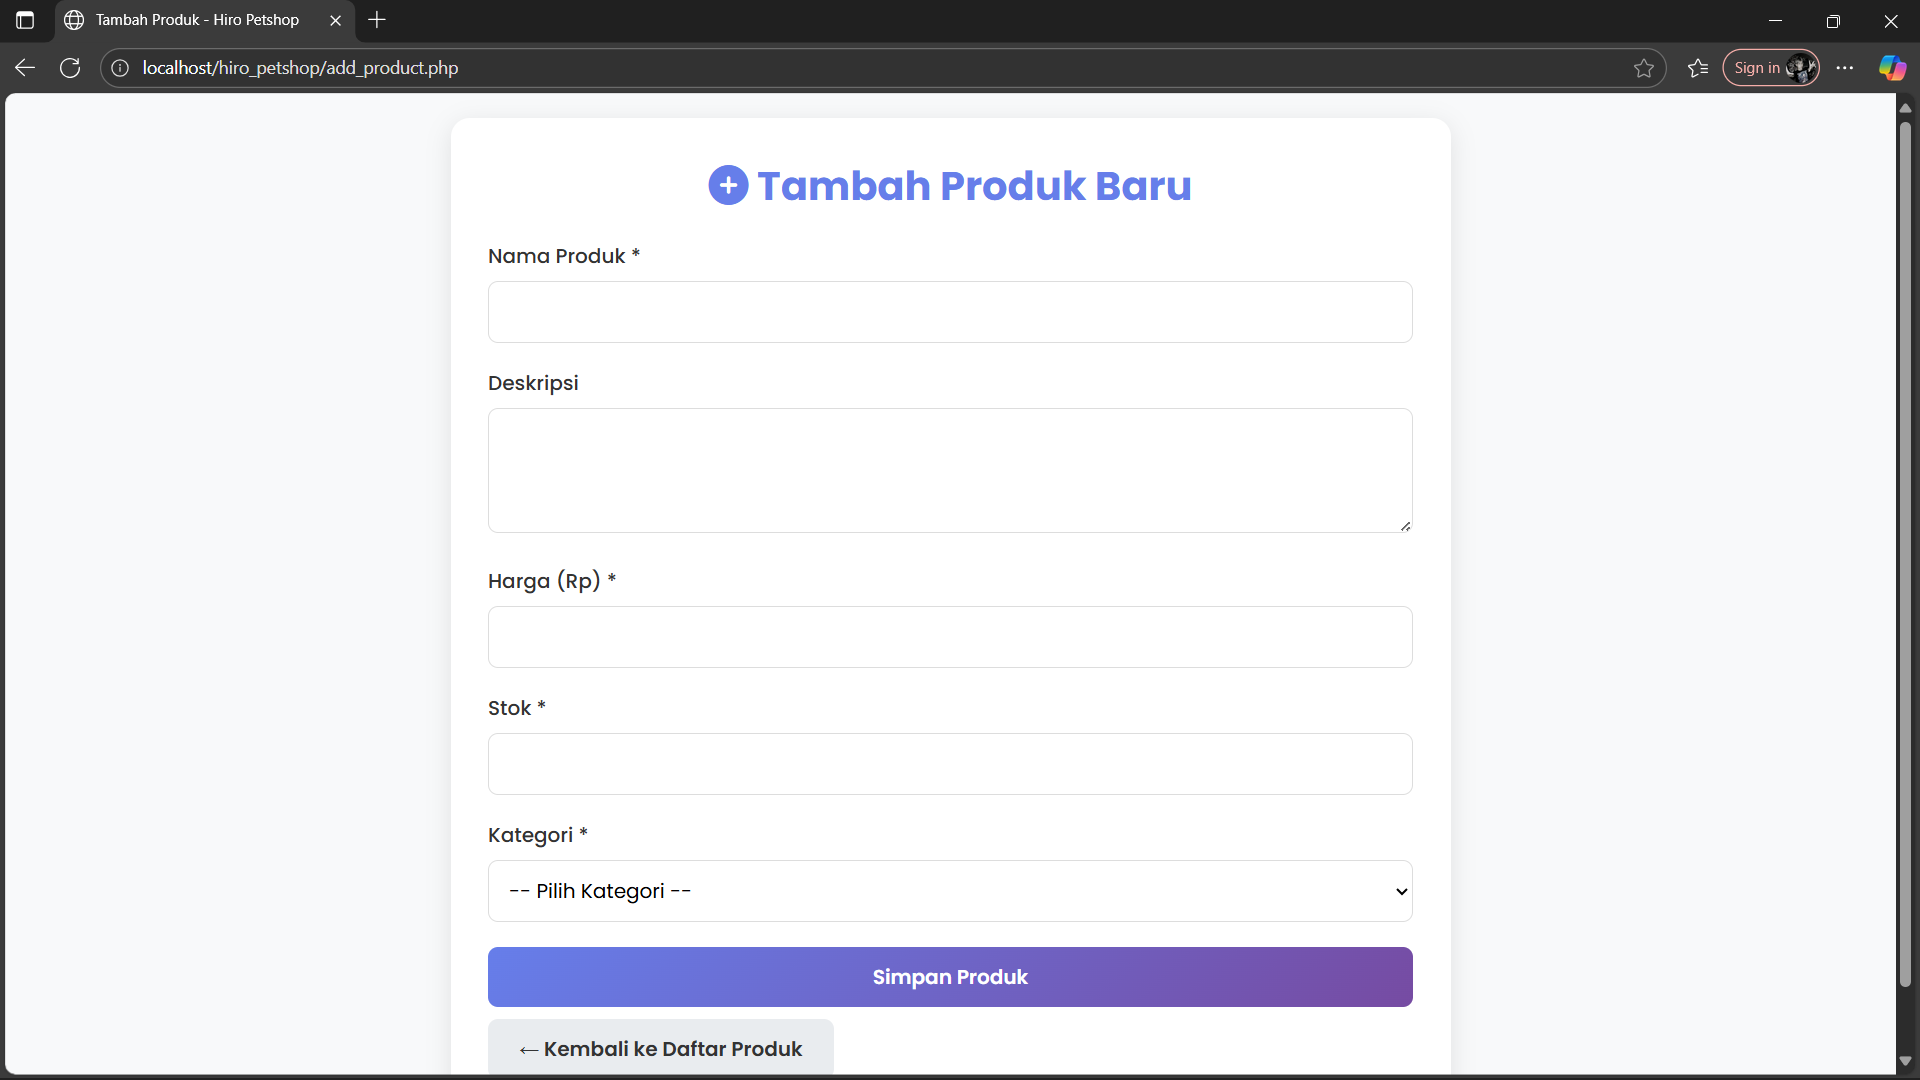 Tambah Produk - Hiro Petshop
localhost/hiro_petshop/add_product.php
Sign in
Tambah Produk Baru
Nama Produk *
Deskripsi
Harga (Rp) *
Stok *
Kategori *
-- Pilih Kategori --
Simpan Produk
← Kembali ke Daftar Produk